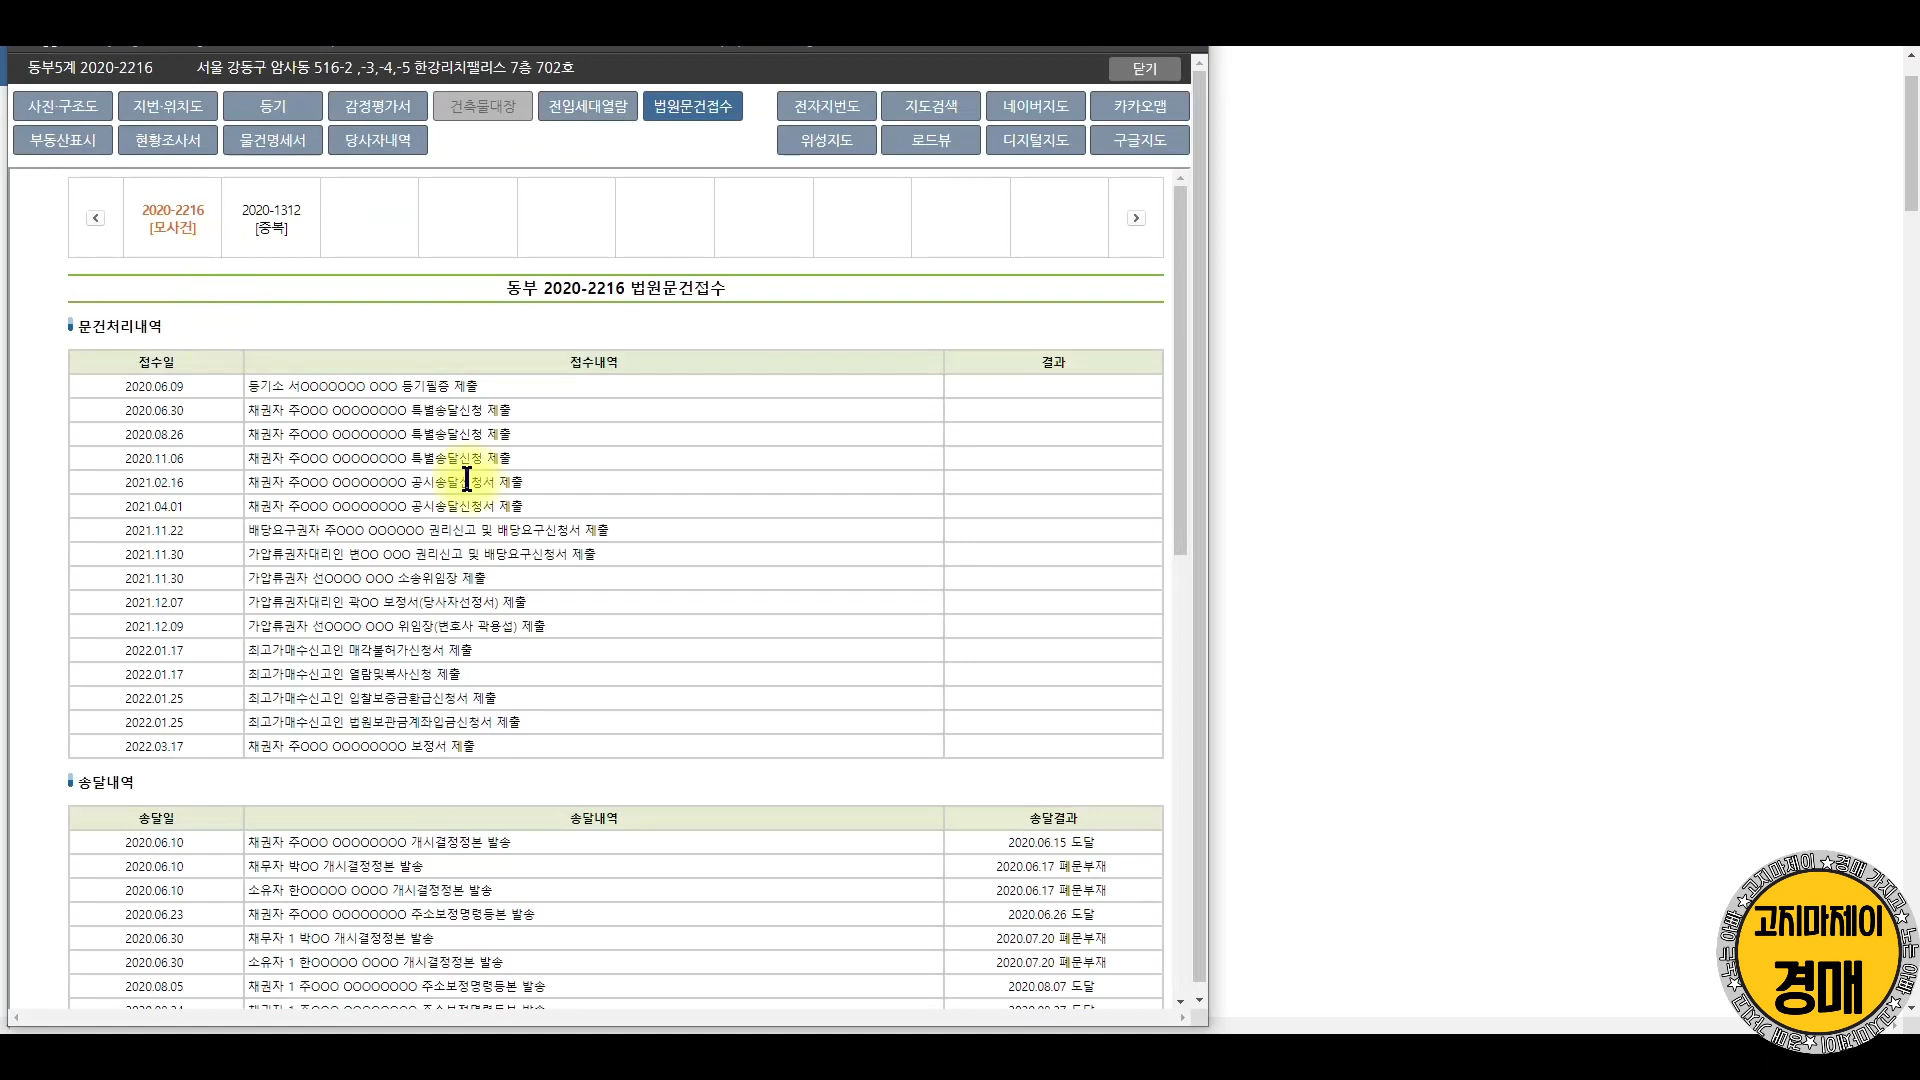 동부5계 2020-2216 서울 강동구 암사동 516-2 ,-3,-4,-5 한강리치팰리스 7층 702호 닫기
사진·구조도 지번·위치도 등기 감정평가서 건축물대장 전입세대열람 법원문건접수 전자지번도 지도검색 네이버지도 카카오맵
부동산표시 현황조사서 물건명세서 당사자내역 위성지도 로드뷰 디지털지도 구글지도
2020-2216 2020-1312
[모사건] [중복]
동부 2020-2216 법원문건접수
문건처리내역
접수일 접수내역 결과
2020.06.09 등기소 서OOOOOOO OOO 등기필증 제출
2020.06.30 채권자 주OOO OOOOOOOO 특별송달신청 제출
2020.08.26 채권자 주OOO OOOOOOOO 특별송달신청 제출
2020.11.06 채권자 주OOO OOOOOOOO 특별송달신청 제출
2021.02.16 채권자 주OOO OOOOOOOO 공시송달신청서 제출
2021.04.01 채권자 주OOO OOOOOOOO 공시송달신청서 제출
2021.11.22 배당요구권자 주OOO OOOOOO 권리신고 및 배당요구신청서 제출
2021.11.30 가압류권자대리인 변OO OOO 권리신고 및 배당요구신청서 제출
2021.11.30 가압류권자 선OOOO OOO 소송위임장 제출
2021.12.07 가압류권자대리인 곽OO 보정서(당사자선정서) 제출
2021.12.09 가압류권자 선OOOO OOO 위임장(변호사 곽용섭) 제출
2022.01.17 최고가매수신고인 매각불허가신청서 제출
2022.01.17 최고가매수신고인 열람및복사신청 제출
2022.01.25 최고가매수신고인 입찰보증금환급신청서 제출
2022.01.25 최고가매수신고인 법원보관금계좌입금신청서 제출
2022.03.17 채권자 주OOO OOOOOOOO 보정서 제출
송달내역
송달일 송달내역 송달결과
2020.06.10 채권자 주OOO OOOOOOOO 개시결정정본 발송 2020.06.15 도달
2020.06.10 채무자 박OO 개시결정정본 발송 2020.06.17 폐문부재
2020.06.10 소유자 한OOOOO OOOO 개시결정정본 발송 2020.06.17 폐문부재
2020.06.23 채권자 주OOO OOOOOOOO 주소보정명령등본 발송 2020.06.26 도달
2020.06.30 채무자 1 박OO 개시결정정본 발송 2020.07.20 폐문부재
2020.06.30 소유자 1 한OOOOO OOOO 개시결정정본 발송 2020.07.20 폐문부재
2020.08.05 채권자 1 주OOO OOOOOOOO 주소보정명령등본 발송 2020.08.07 도달
고지마제이
경매